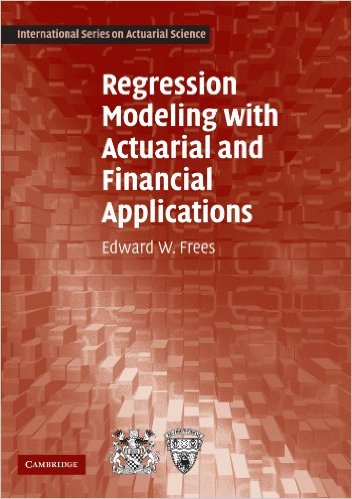 International Series on Actuarial Science
Regression
Modeling with
Actuarial and
Financial
Applications
Edward W. Frees
CAMBRIDGE